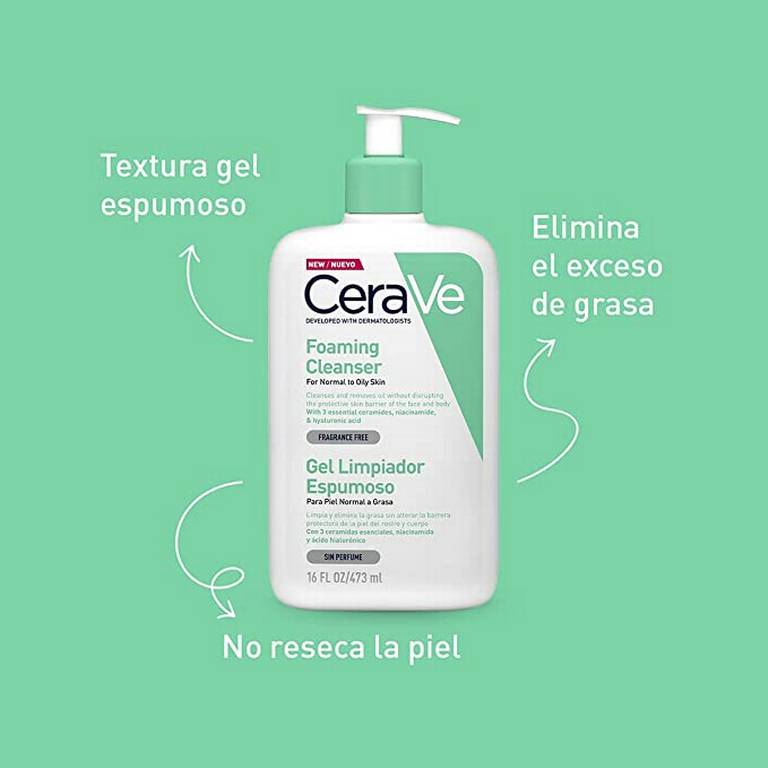 Textura gel
espumoso
Elimina
el exceso
de grasa
NEW / NUEVO
CeraVe
DEVELOPED WITH DERMATOLOGISTS
Foaming
Cleanser
For Normal to Oily Skin
Cleanses and removes oil without disrupting
the protective skin barrier of the face and body
With 3 essential ceramides, niacinamide,
& hyaluronic acid
FRAGRANCE FREE
Gel Limpiador
Espumoso
Para Piel Normal a Grasa
Limpia y elimina la grasa sin alterar la barrera
protectora de la piel del rostro y cuerpo
Con 3 ceramidas esenciales, niacinamida
y ácido hialurónico
SIN PERFUME
16 FL OZ/473 ml
No reseca la piel